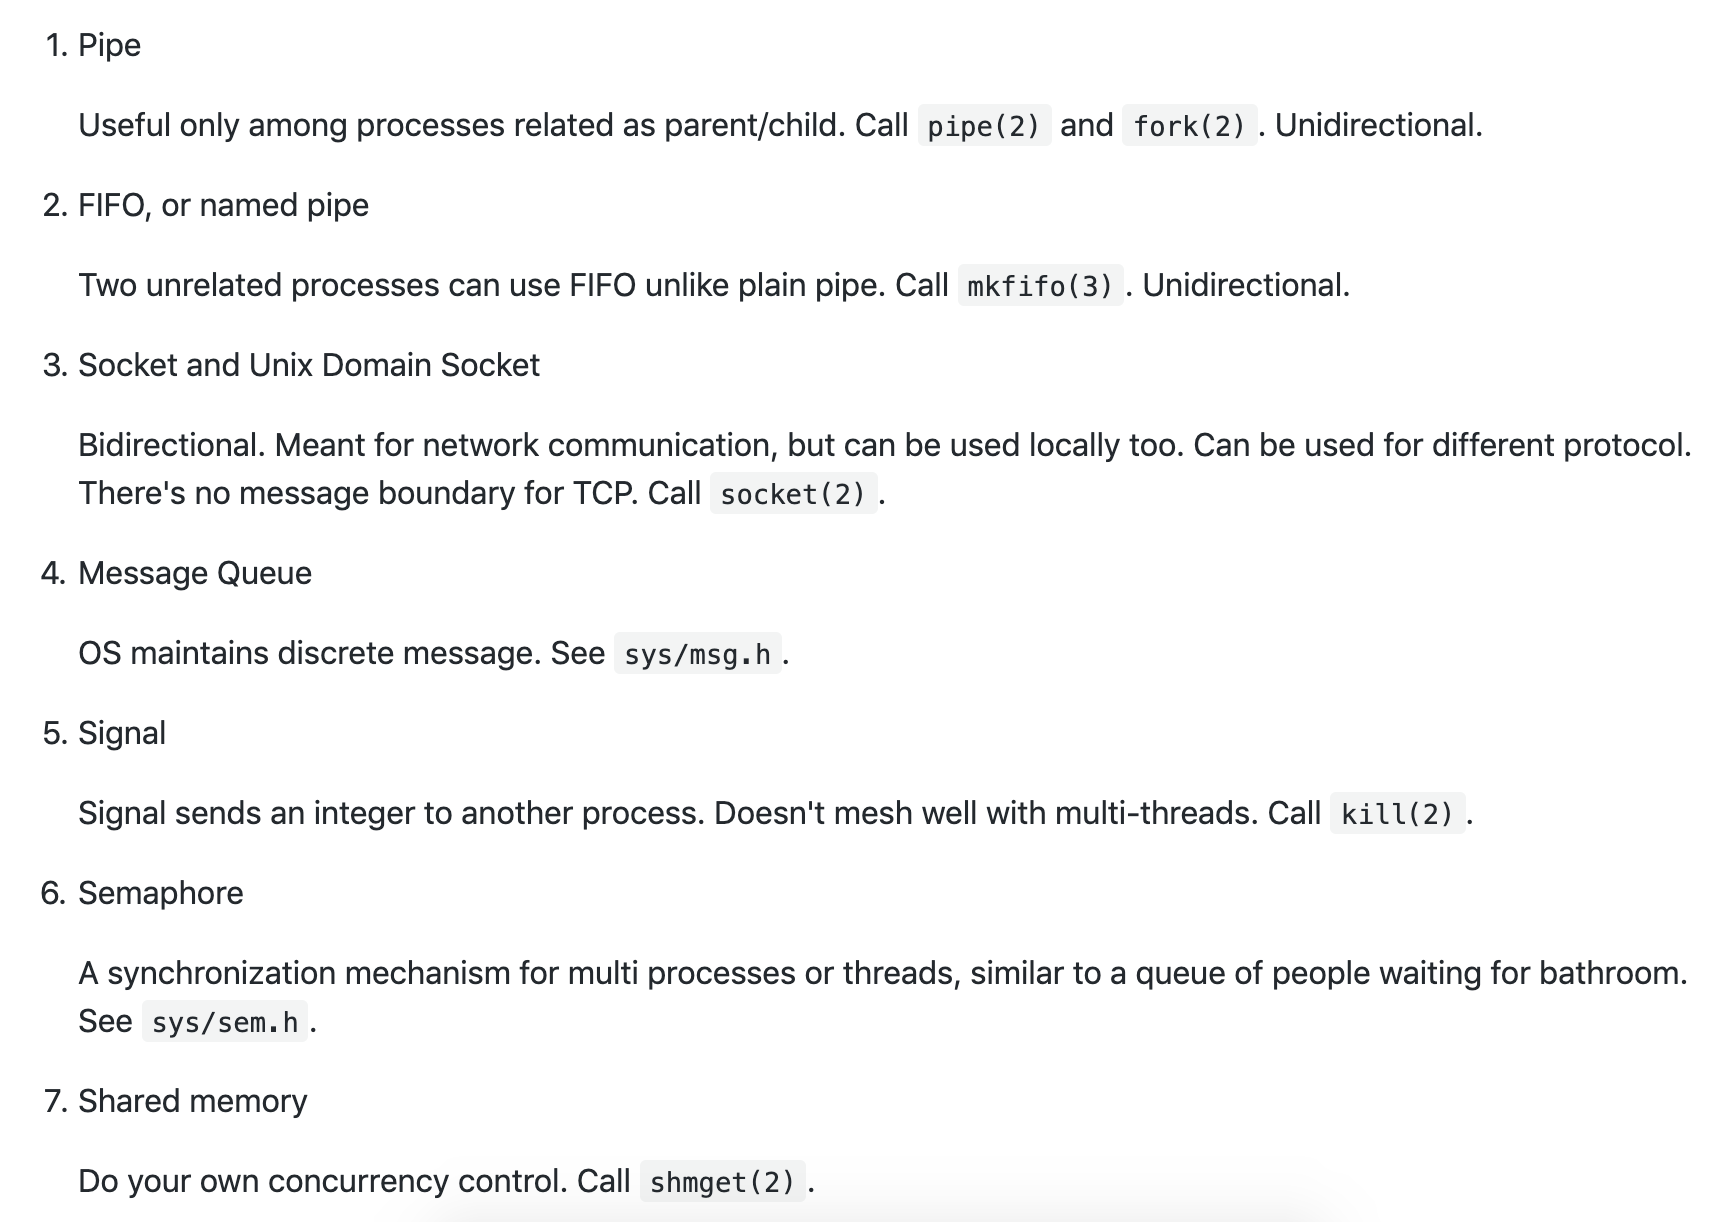 1. Pipe
Useful only among processes related as parent/child. Call pipe(2) and fork(2). Unidirectional.
2. FIFO, or named pipe
Two unrelated processes can use FIFO unlike plain pipe. Call mkfifo(3). Unidirectional.
3. Socket and Unix Domain Socket
Bidirectional. Meant for network communication, but can be used locally too. Can be used for different protocol.
There's no message boundary for TCP. Call socket(2).
4. Message Queue
OS maintains discrete message. See sys/msg.h.
5. Signal
Signal sends an integer to another process. Doesn't mesh well with multi-threads. Call kill(2).
6. Semaphore
A synchronization mechanism for multi processes or threads, similar to a queue of people waiting for bathroom.
See sys/sem.h.
7. Shared memory
Do your own concurrency control. Call shmget(2).